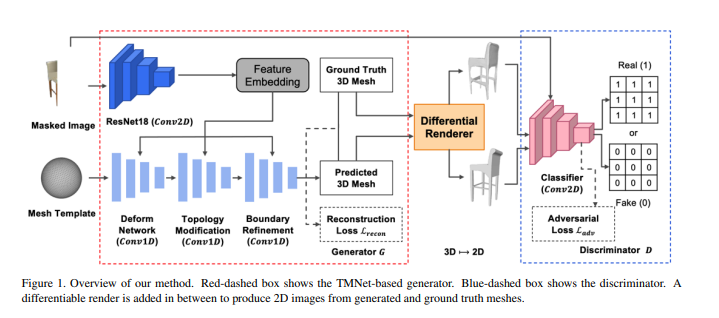 Masked Image
ResNet18 (Conv2D)
Feature
Embedding
Ground Truth
3D Mesh
Differential
Renderer
Real (1)
1 1 1
1 1 1
1 1 1
or
0 0 0
0 0 0
0 0 0
Fake (0)
Classifier
(Conv2D)
Mesh Template
Predicted
3D Mesh
Deform
Network
(Conv1D)
Topology
Modification
(Conv1D)
Boundary
Refinement
(Conv1D)
Reconstruction
Loss ℒrecon
Generator G
3D ↦ 2D
Adversarial
Loss ℒadv
Discriminator D
Figure 1. Overview of our method. Red-dashed box shows the TMNet-based generator. Blue-dashed box shows the discriminator. A
differentiable render is added in between to produce 2D images from generated and ground truth meshes.